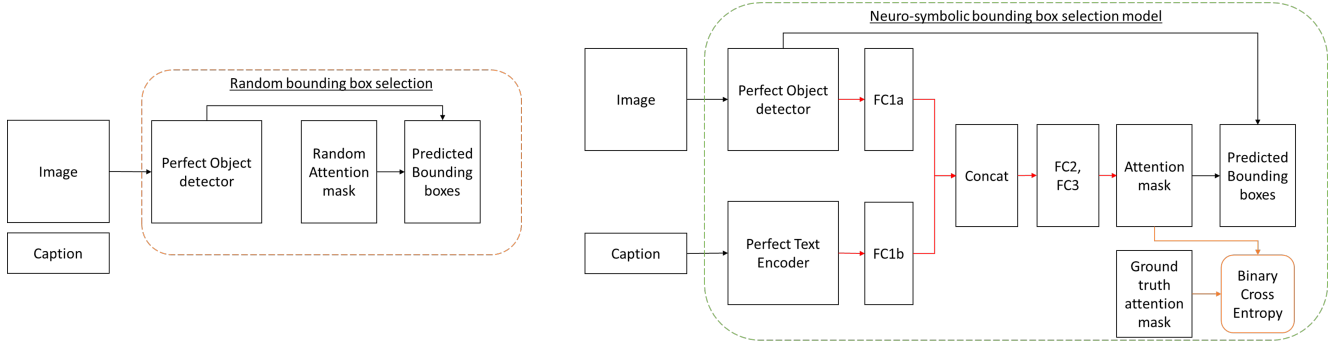 Random bounding box selection
Image
Caption
Perfect Object
detector
Random
Attention
mask
Predicted
Bounding
boxes
Neuro-symbolic bounding box selection model
Image
Caption
Perfect Object
detector
FC1a
Perfect Text
Encoder
FC1b
Concat
FC2,
FC3
Attention
mask
Predicted
Bounding
boxes
Ground
truth
attention
mask
Binary
Cross
Entropy